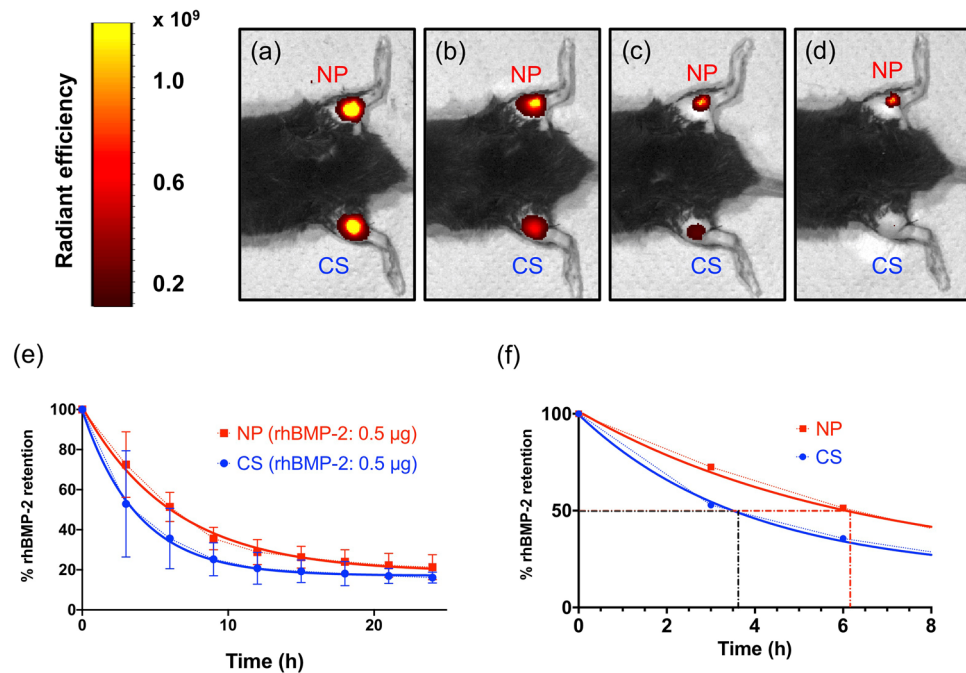 x 10⁹
1.0
0.6
0.2
Radiant efficiency
(a)
NP
CS
(b)
NP
CS
(c)
NP
CS
(d)
NP
CS
(e)
% rhBMP-2 retention
100
80
60
40
20
0
0
10
20
Time (h)
NP (rhBMP-2: 0.5 µg)
CS (rhBMP-2: 0.5 µg)
(f)
% rhBMP-2 retention
100
50
0
0
2
4
6
8
Time (h)
NP
CS